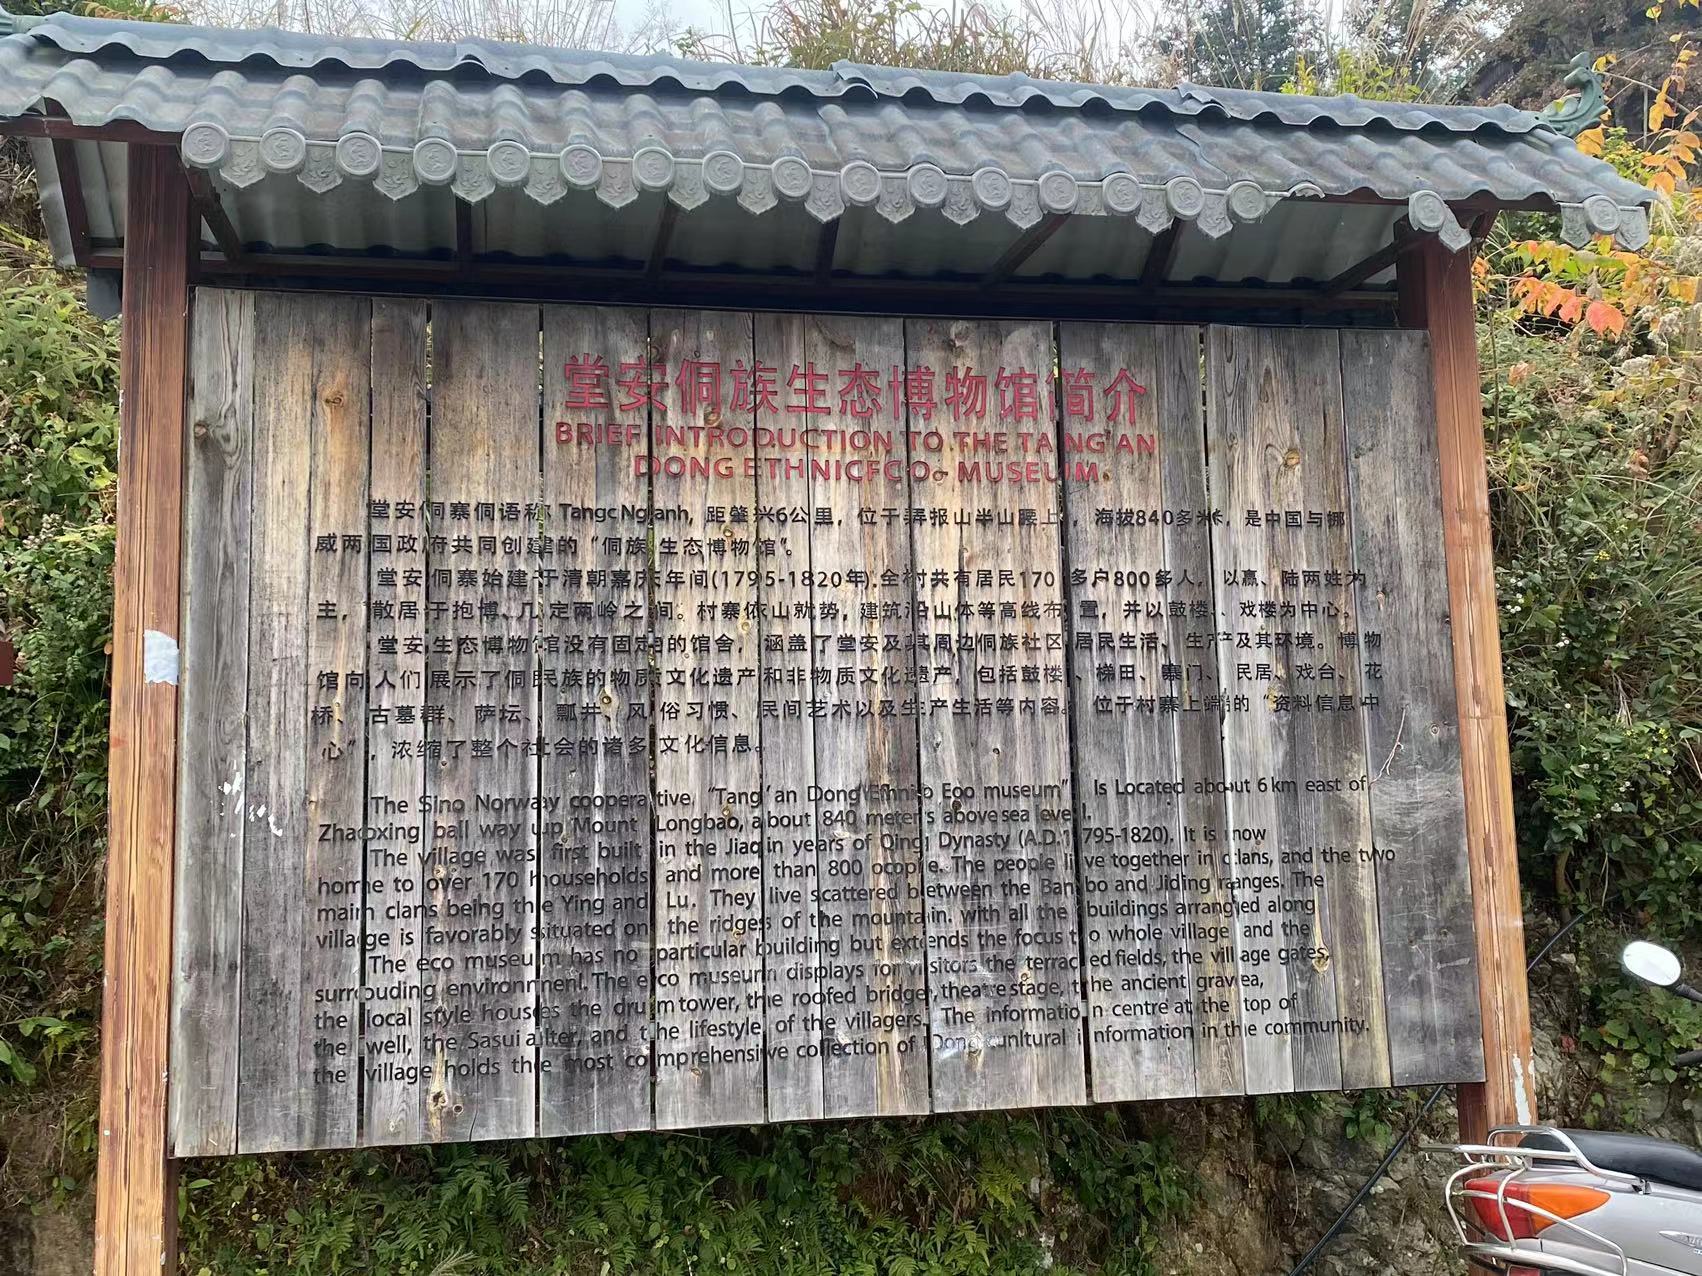 堂安侗族生态博物馆简介
BRIEF INTRODUCTION TO THE TANG'AN
DONG ETHNICFCO MUSEUM
堂安侗寨侗语称 Tangc Nganh, 距肇兴6公里，位于弄报山半山腰上，海拔840多米，是中国与挪
威两国政府共同创建的“侗族生态博物馆”。
堂安侗寨始建于清朝嘉庆年间(1795-1820年).全村共有居民170多户800多人，以嬴、陆两姓为
主，散居于抱博、几定两岭之间。村寨依山就势，建筑沿山体等高线布置，并以鼓楼、戏楼为中心。
堂安生态博物馆没有固定的馆舍，涵盖了堂安及其周边侗族社区居民生活、生产及其环境。博物
馆向人们展示了侗民族的物质文化遗产和非物质文化遗产，包括鼓楼、梯田、寨门、民居、戏台、花
桥、古墓群、萨坛、瓢井、风俗习惯、民间艺术以及生产生活等内容。位于村寨上端的“资料信息中
心”，浓缩了整个社会的诸多文化信息。
The Sino Norway cooperative, "Tang'an Dong Ethnic Eoo museum" Is Located about 6 km east of
Zhaoxing ball way up Mount Longbao, about 840 meters above sea level.
The village was first built in the Jiaqin years of Qing Dynasty (A.D.1795-1820). It is now
home to over 170 households and more than 800 ocople. The people live together in clans, and the two
main clans being the Ying and Lu. They live scattered between the Banbo and Jiding ranges. The
village is favorably situated on the ridges of the mountain. with all the buildings arranged along
The eco museum has no particular building but extends the focus to whole village and the
surrouding environment. The eco museum displays for visitors the terraced fields, the village gates,
the local style houses the drum tower, the roofed bridge, theatre stage, the ancient gravea,
the well, the Sasui alter, and the lifestyle of the villagers. The information centre at the top of
the village holds the most comprehensive collection of Dong cunltural information in the community.